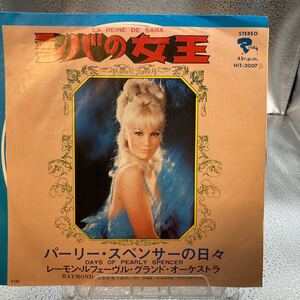 LA REINE DE SABA
シバの女王
STEREO
45r.p.m.
HIT-2007
パーリー・スペンサーの日々
DAYS OF PEARLY SPENCER
レーモン・ルフェーヴル・グランド・オーケストラ
RAYMOND